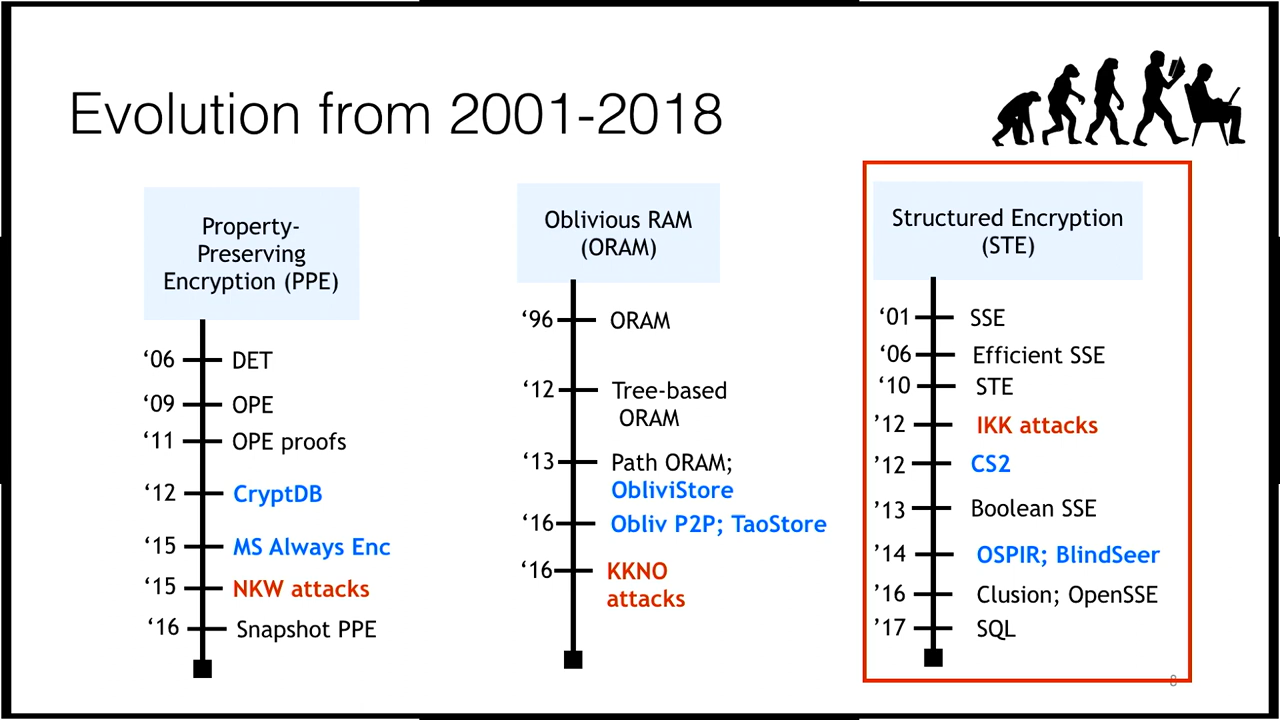 Evolution from 2001-2018
Property-
Preserving
Encryption (PPE)
‘06 DET
‘09 OPE
‘11 OPE proofs
‘12 CryptDB
‘15 MS Always Enc
‘15 NKW attacks
‘16 Snapshot PPE
Oblivious RAM
(ORAM)
‘96 ORAM
‘12 Tree-based
ORAM
‘13 Path ORAM;
ObliviStore
‘16 Obliv P2P; TaoStore
‘16 KKNO
attacks
Structured Encryption
(STE)
‘01 SSE
‘06 Efficient SSE
‘10 STE
’12 IKK attacks
’12 CS2
’13 Boolean SSE
’14 OSPIR; BlindSeer
’16 Clusion; OpenSSE
’17 SQL
8